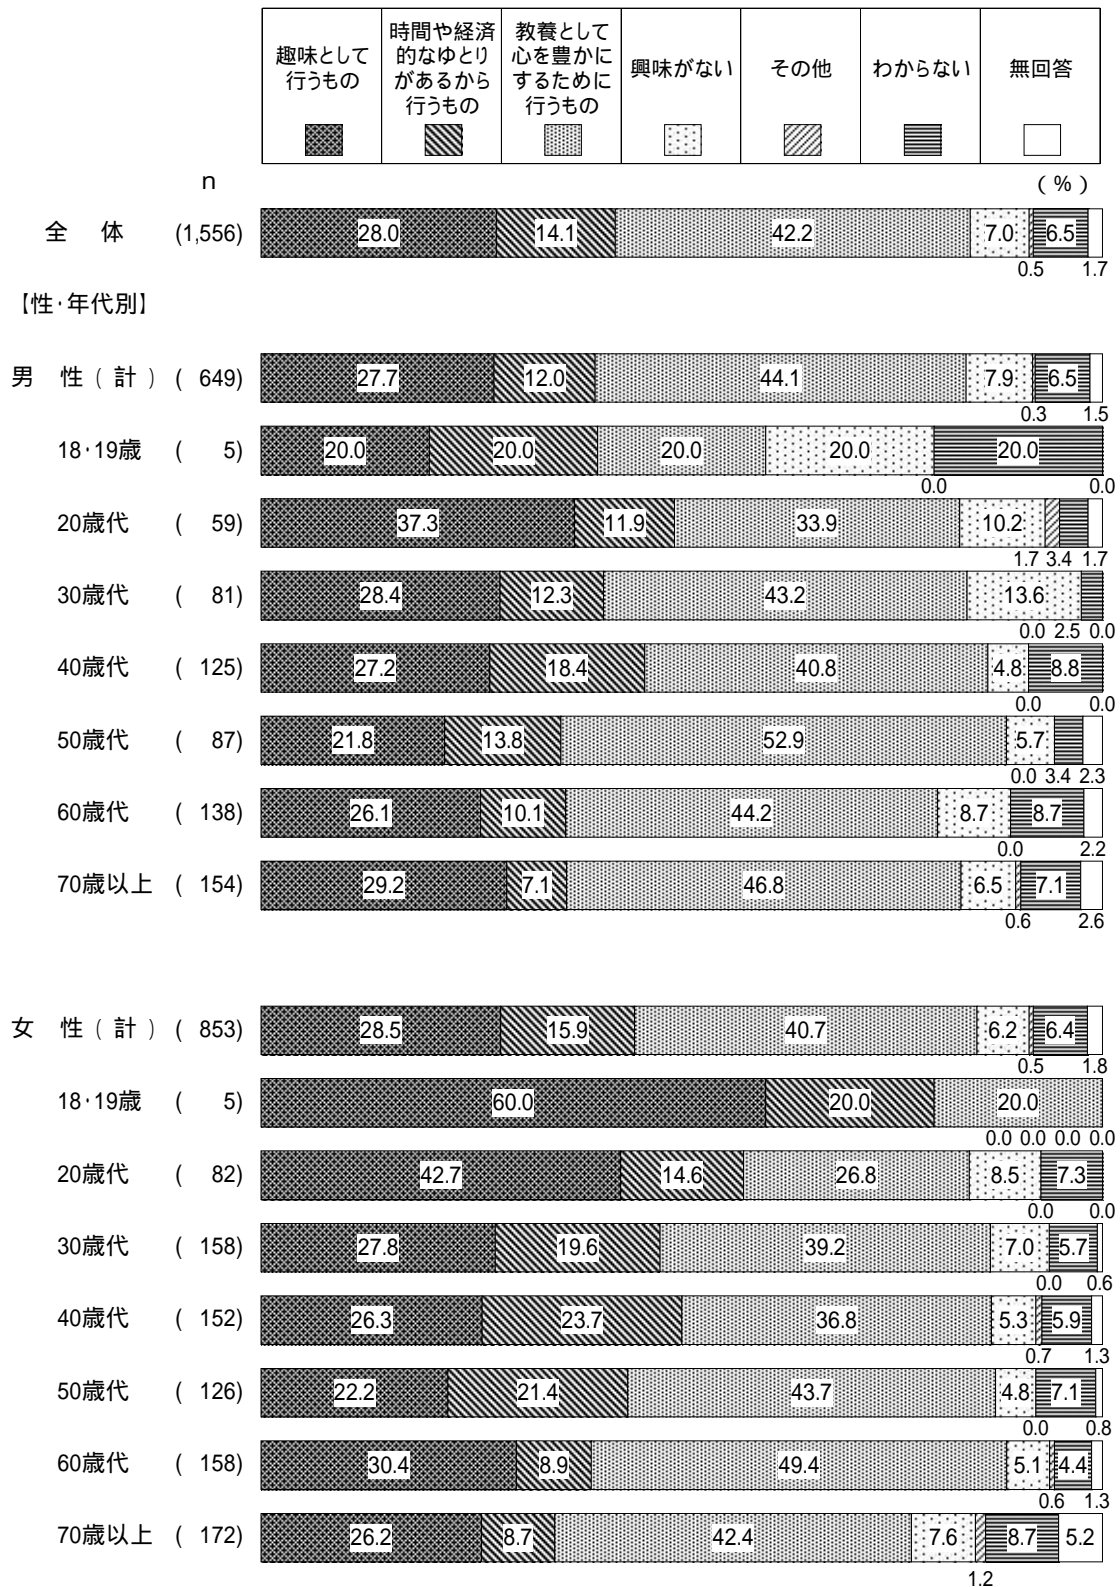 趣味として
行うもの
時間や経済
的なゆとり
があるから
行うもの
教養として
心を豊かに
するために
行うもの
興味がない
その他
わからない
無回答
n
(%)
全 体 (1,556) 28.0 14.1 42.2 7.0 6.5
0.5 1.7
【性・年代別】
男 性(計) ( 649) 27.7 12.0 44.1 7.9 6.5
0.3 1.5
18・19歳 ( 5) 20.0 20.0 20.0 20.0 20.0
0.0 0.0
20歳代 ( 59) 37.3 11.9 33.9 10.2
1.7 3.4 1.7
30歳代 ( 81) 28.4 12.3 43.2 13.6
0.0 2.5 0.0
40歳代 ( 125) 27.2 18.4 40.8 4.8 8.8
0.0 0.0
50歳代 ( 87) 21.8 13.8 52.9 5.7
0.0 3.4 2.3
60歳代 ( 138) 26.1 10.1 44.2 8.7 8.7
0.0 2.2
70歳以上 ( 154) 29.2 7.1 46.8 6.5 7.1
0.6 2.6
女 性(計) ( 853) 28.5 15.9 40.7 6.2 6.4
0.5 1.8
18・19歳 ( 5) 60.0 20.0 20.0
0.0 0.0 0.0 0.0
20歳代 ( 82) 42.7 14.6 26.8 8.5 7.3
0.0 0.0
30歳代 ( 158) 27.8 19.6 39.2 7.0 5.7
0.0 0.6
40歳代 ( 152) 26.3 23.7 36.8 5.3 5.9
0.7 1.3
50歳代 ( 126) 22.2 21.4 43.7 4.8 7.1
0.0 0.8
60歳代 ( 158) 30.4 8.9 49.4 5.1 4.4
0.6 1.3
70歳以上 ( 172) 26.2 8.7 42.4 7.6 8.7 5.2
1.2